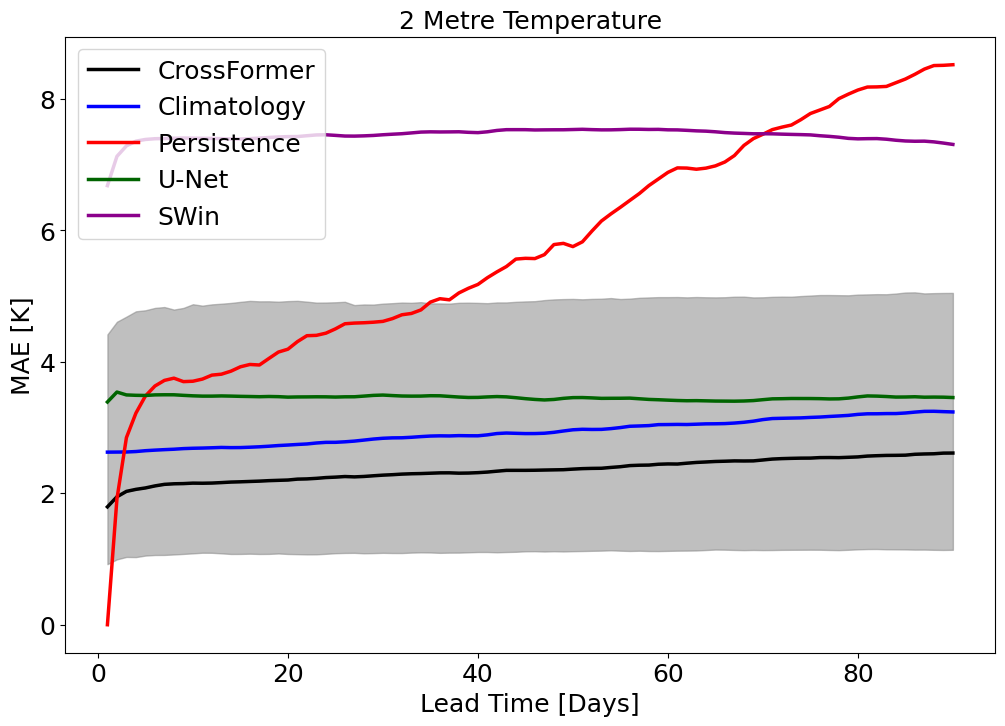 2 Metre Temperature
CrossFormer
Climatology
Persistence
U-Net
SWin
MAE [K]
8
6
4
2
0
0 20 40 60 80
Lead Time [Days]